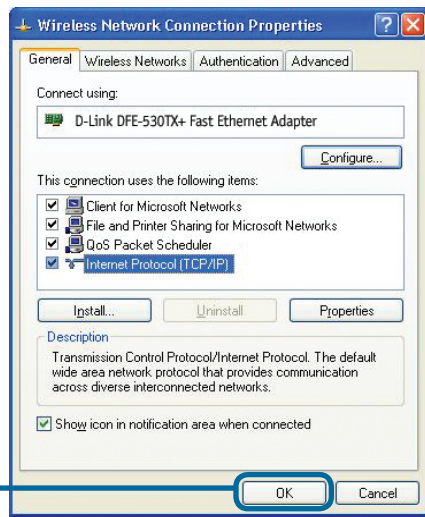 Wireless Network Connection Properties
General Wireless Networks Authentication Advanced
Connect using:
D-Link DFE-530TX+ Fast Ethernet Adapter
Configure...
This connection uses the following items:
Client for Microsoft Networks
File and Printer Sharing for Microsoft Networks
QoS Packet Scheduler
Internet Protocol (TCP/IP)
Install... Uninstall Properties
Description
Transmission Control Protocol/Internet Protocol. The default
wide area network protocol that provides communication
across diverse interconnected networks.
Show icon in notification area when connected
OK Cancel